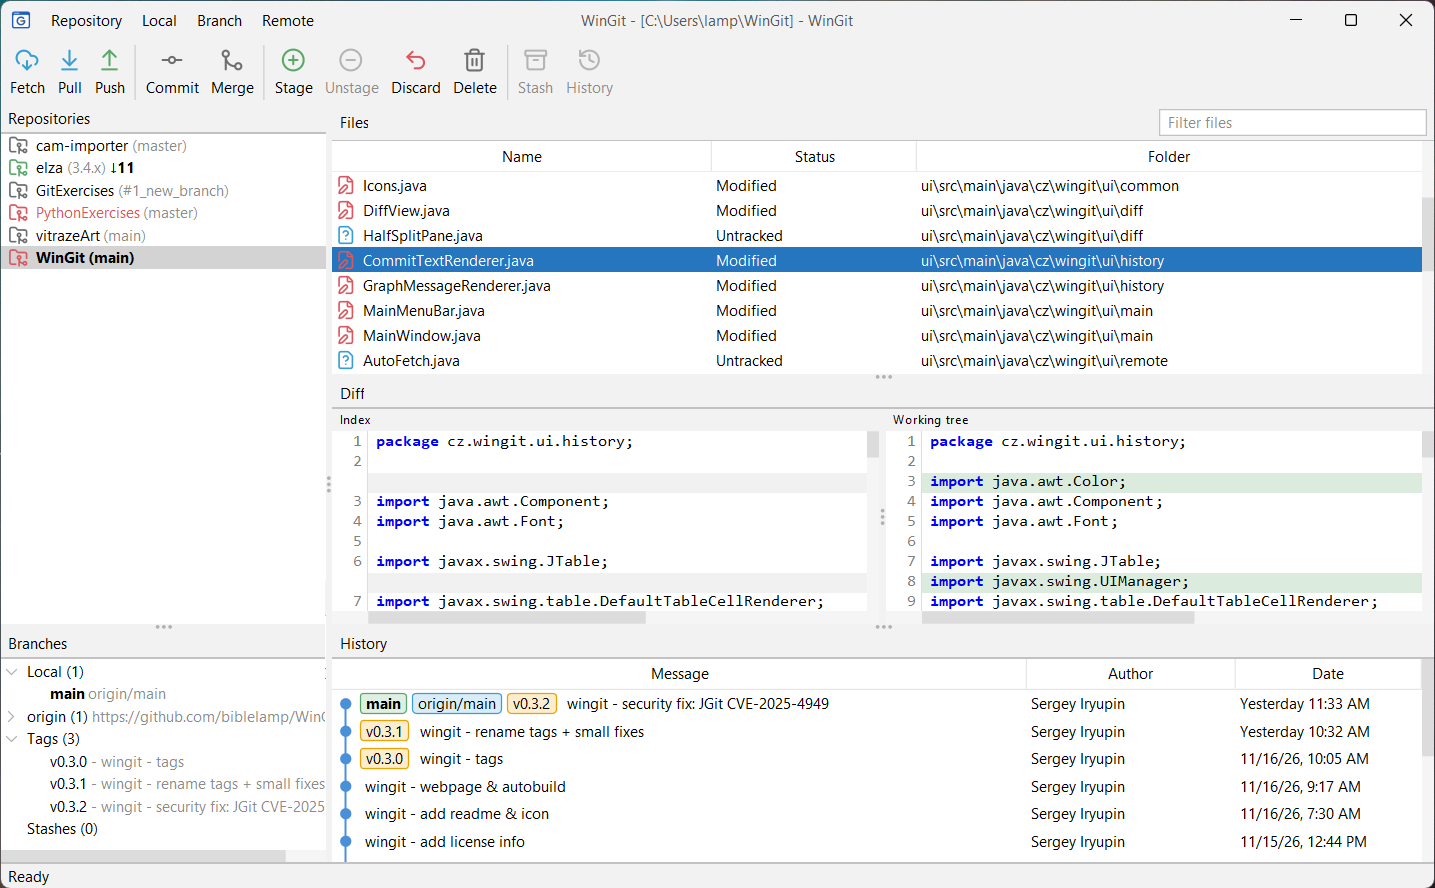 Repository Local Branch Remote WinGit - [C:\Users\lamp\WinGit] - WinGit
Fetch Pull Push Commit Merge Stage Unstage Discard Delete Stash History
Repositories
cam-importer (master)
elza (3.4.x) ↓11
GitExercises (#1_new_branch)
PythonExercises (master)
vitrazeArt (main)
WinGit (main)
Files Filter files
Name Status Folder
Icons.java Modified ui\src\main\java\cz\wingit\ui\common
DiffView.java Modified ui\src\main\java\cz\wingit\ui\diff
HalfSplitPane.java Untracked ui\src\main\java\cz\wingit\ui\diff
CommitTextRenderer.java Modified ui\src\main\java\cz\wingit\ui\history
GraphMessageRenderer.java Modified ui\src\main\java\cz\wingit\ui\history
MainMenuBar.java Modified ui\src\main\java\cz\wingit\ui\main
MainWindow.java Modified ui\src\main\java\cz\wingit\ui\main
AutoFetch.java Untracked ui\src\main\java\cz\wingit\ui\remote
Diff
Index
1 package cz.wingit.ui.history;
2
3 import java.awt.Component;
4 import java.awt.Font;
5
6 import javax.swing.JTable;
7 import javax.swing.table.DefaultTableCellRenderer;
Working tree
1 package cz.wingit.ui.history;
2
3 import java.awt.Color;
4 import java.awt.Component;
5 import java.awt.Font;
6
7 import javax.swing.JTable;
8 import javax.swing.UIManager;
9 import javax.swing.table.DefaultTableCellRenderer;
Branches
Local (1)
main origin/main
origin (1) https://github.com/biblelamp/Win
Tags (3)
v0.3.0 - wingit - tags
v0.3.1 - wingit - rename tags + small fixes
v0.3.2 - wingit - security fix: JGit CVE-2025
Stashes (0)
History
Message Author Date
main origin/main v0.3.2 wingit - security fix: JGit CVE-2025-4949 Sergey Iryupin Yesterday 11:33 AM
v0.3.1 wingit - rename tags + small fixes Sergey Iryupin Yesterday 10:32 AM
v0.3.0 wingit - tags Sergey Iryupin 11/16/26, 10:05 AM
wingit - webpage & autobuild Sergey Iryupin 11/16/26, 9:17 AM
wingit - add readme & icon Sergey Iryupin 11/16/26, 7:30 AM
wingit - add license info Sergey Iryupin 11/15/26, 12:44 PM
Ready